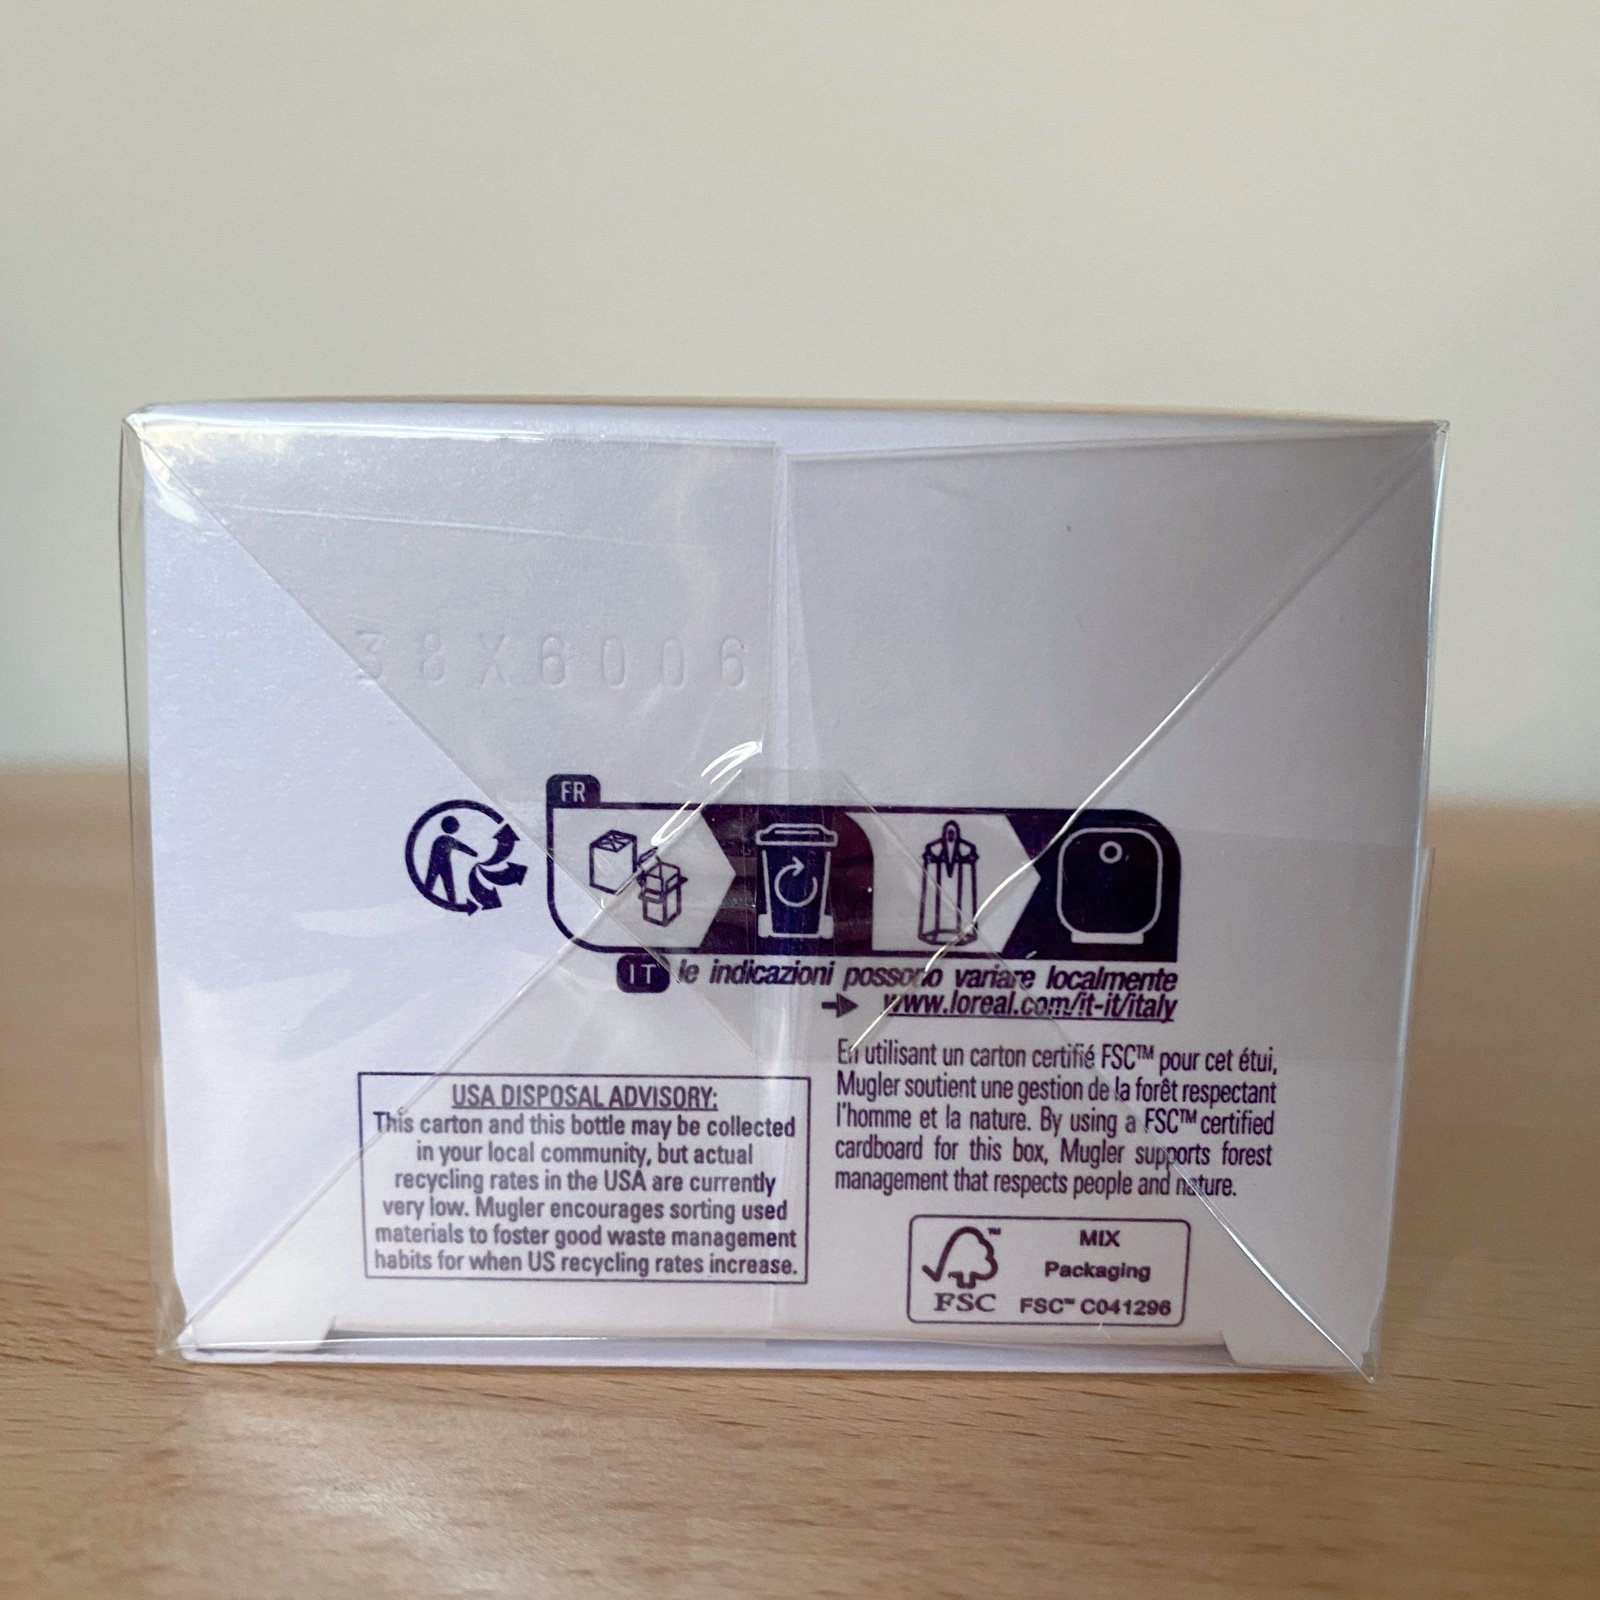 38X6006
FR
IT le indicazioni possono variare localmente
www.loreal.com/it-it/italy
En utilisant un carton certifié FSC™ pour cet étui,
Mugler soutient une gestion de la forêt respectant
l'homme et la nature. By using a FSC™ certified
cardboard for this box, Mugler supports forest
management that respects people and nature.
USA DISPOSAL ADVISORY:
This carton and this bottle may be collected
in your local community, but actual
recycling rates in the USA are currently
very low. Mugler encourages sorting used
materials to foster good waste management
habits for when US recycling rates increase.
FSC™
MIX
Packaging
FSC™ C041296